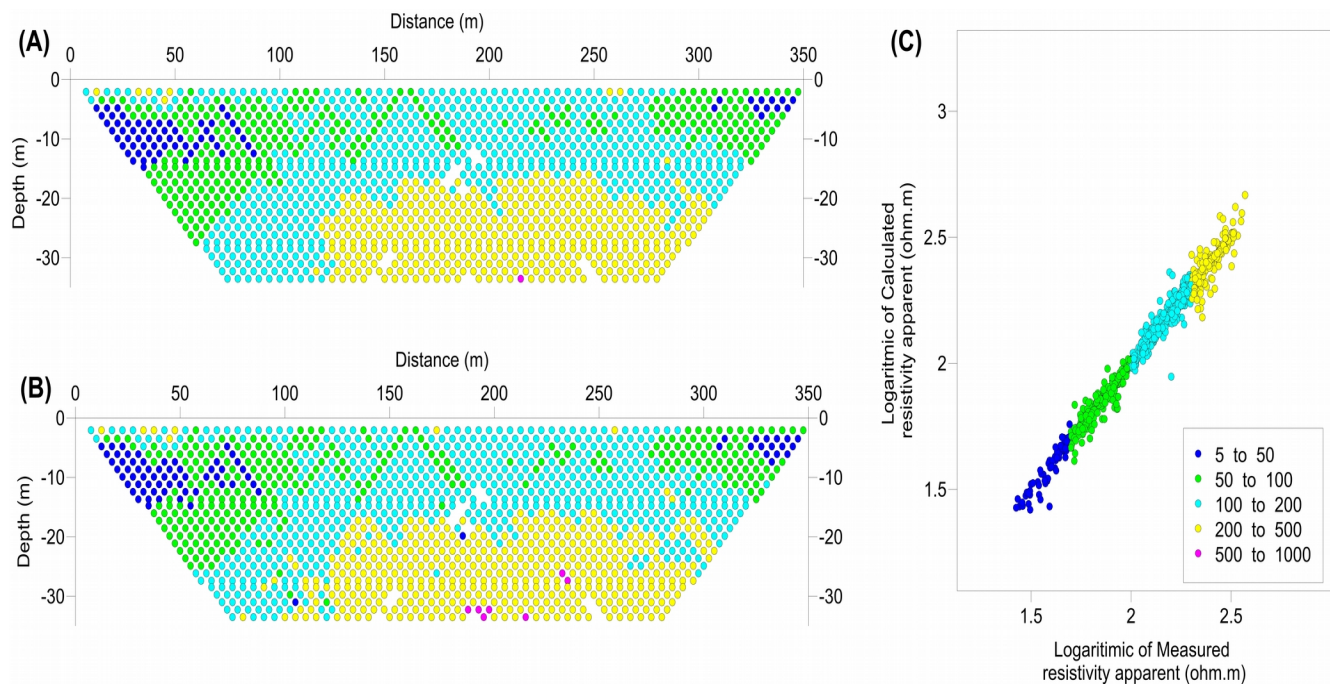 Distance (m)
(A)
0 50 100 150 200 250 300 350
0 0
-10 -10
-20 -20
-30 -30
Depth (m)
Distance (m)
(B)
0 50 100 150 200 250 300 350
0 0
-10 -10
-20 -20
-30 -30
Depth (m)
(C)
3
2.5
2
1.5
Logaritmic of Calculated
resistivity apparent (ohm.m)
5 to 50
50 to 100
100 to 200
200 to 500
500 to 1000
1.5 2 2.5
Logaritimic of Measured
resistivity apparent (ohm.m)